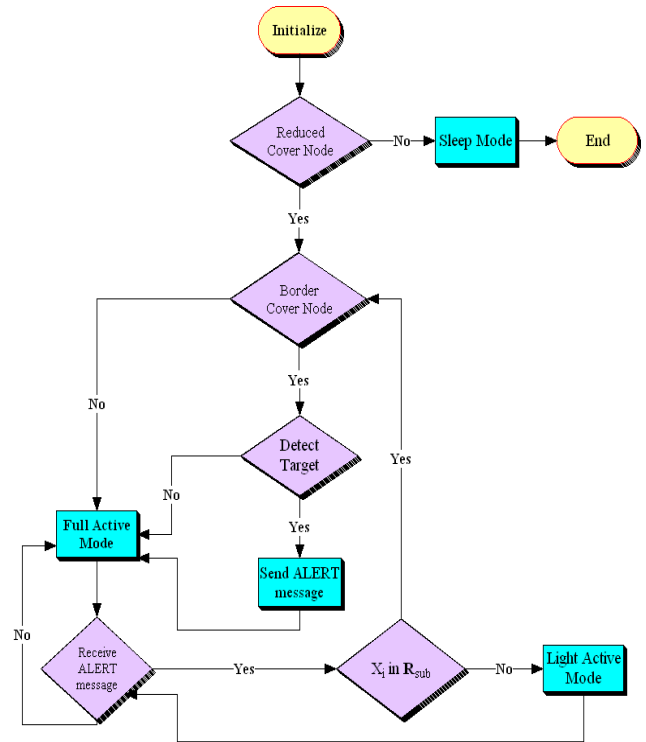 Initialize
Reduced
Cover Node
No
Sleep Mode
End
Yes
Border
Cover Node
No
Yes
Detect
Target
Yes
No
Full Active
Mode
Yes
Send ALERT
message
No
Receive
ALERT
message
Yes
Xi in Rsub
No
Light Active
Mode